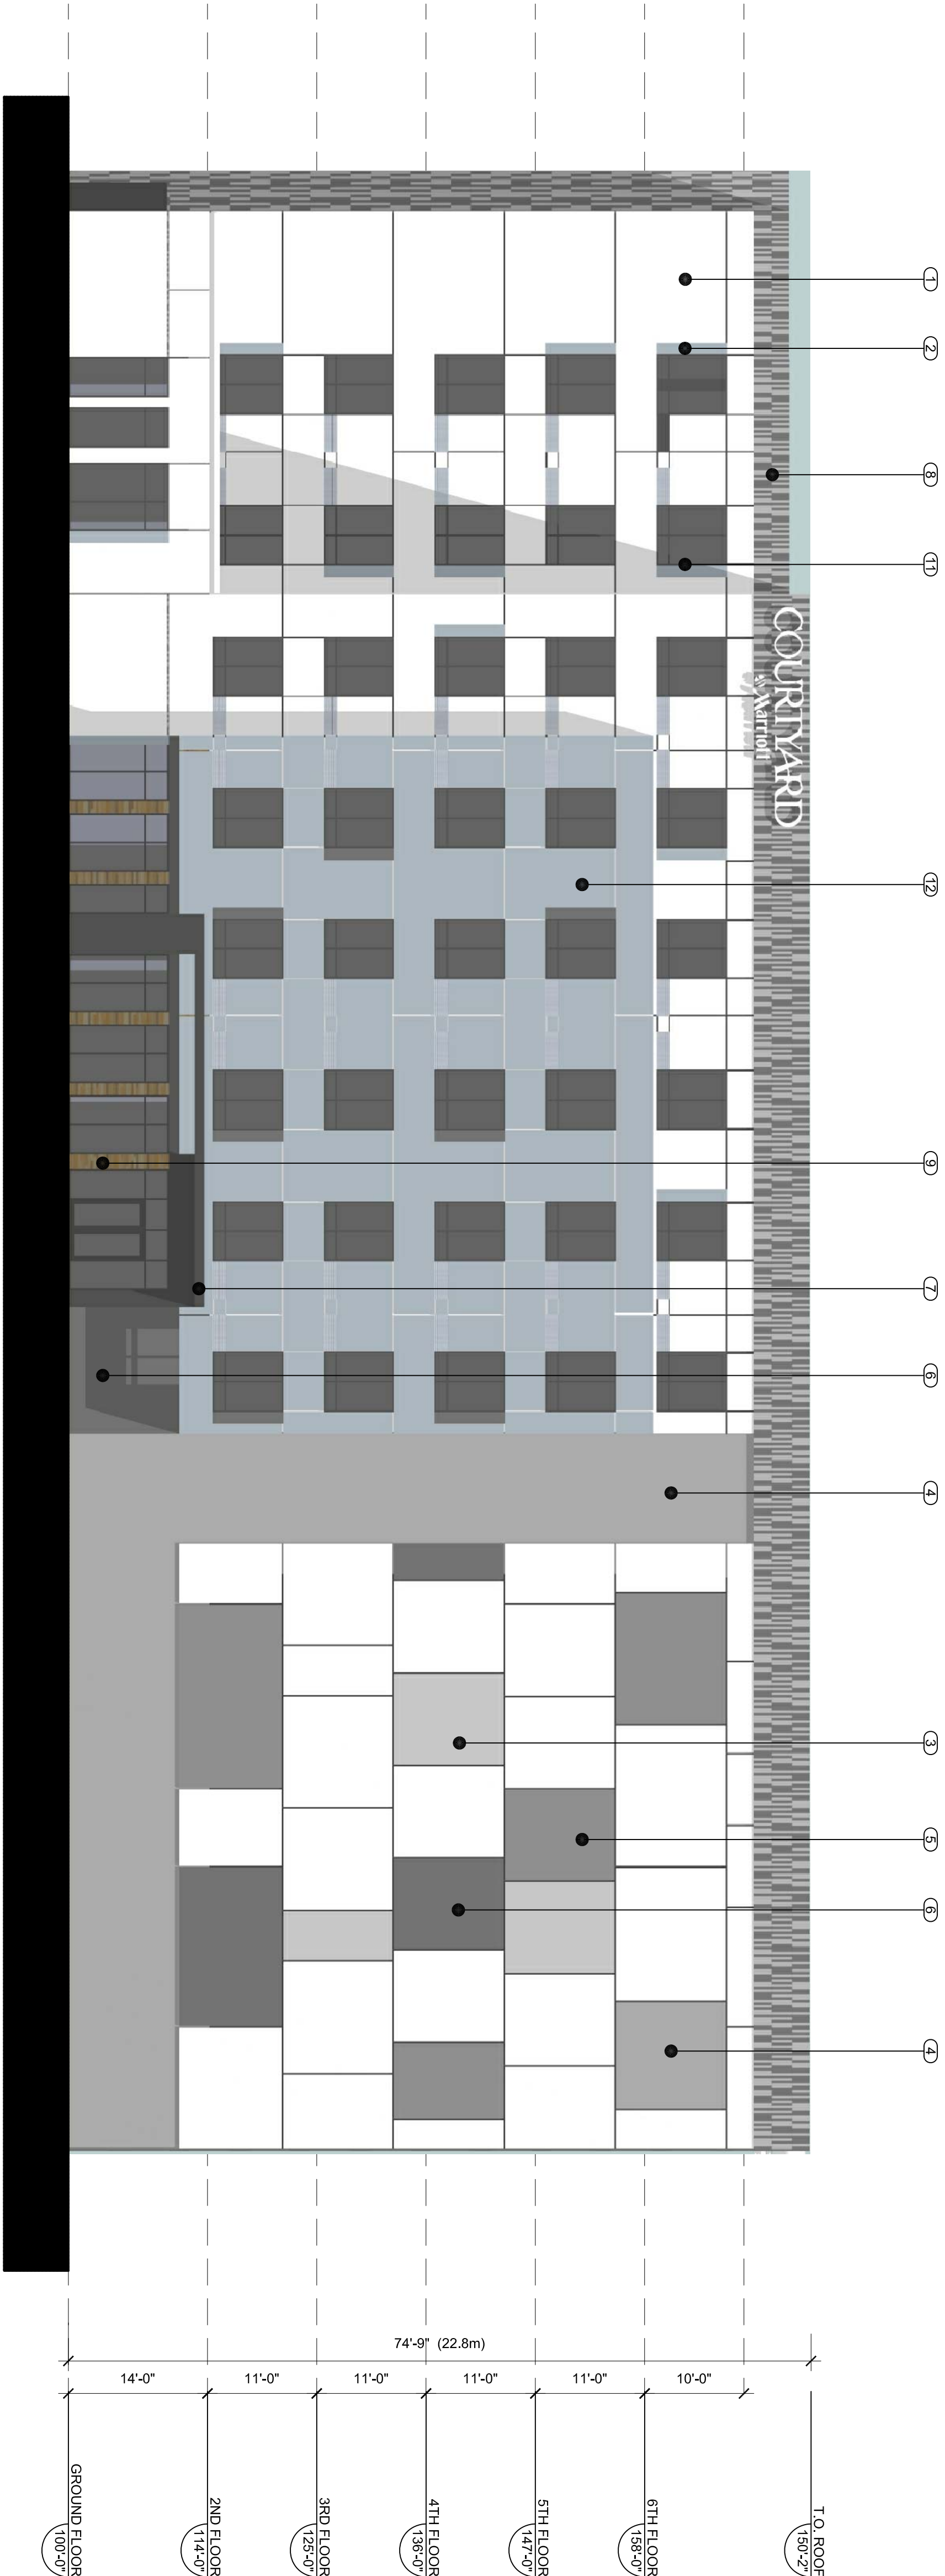 1
2
8
11
12
9
7
6
4
3
5
6
4
COURTYARD
Marriott
74'-9" (22.8m)
14'-0"
11'-0"
11'-0"
11'-0"
11'-0"
10'-0"
T.O. ROOF
150'-2"
6TH FLOOR
158'-0"
5TH FLOOR
147'-0"
4TH FLOOR
136'-0"
3RD FLOOR
125'-0"
2ND FLOOR
114'-0"
GROUND FLOOR
100'-0"